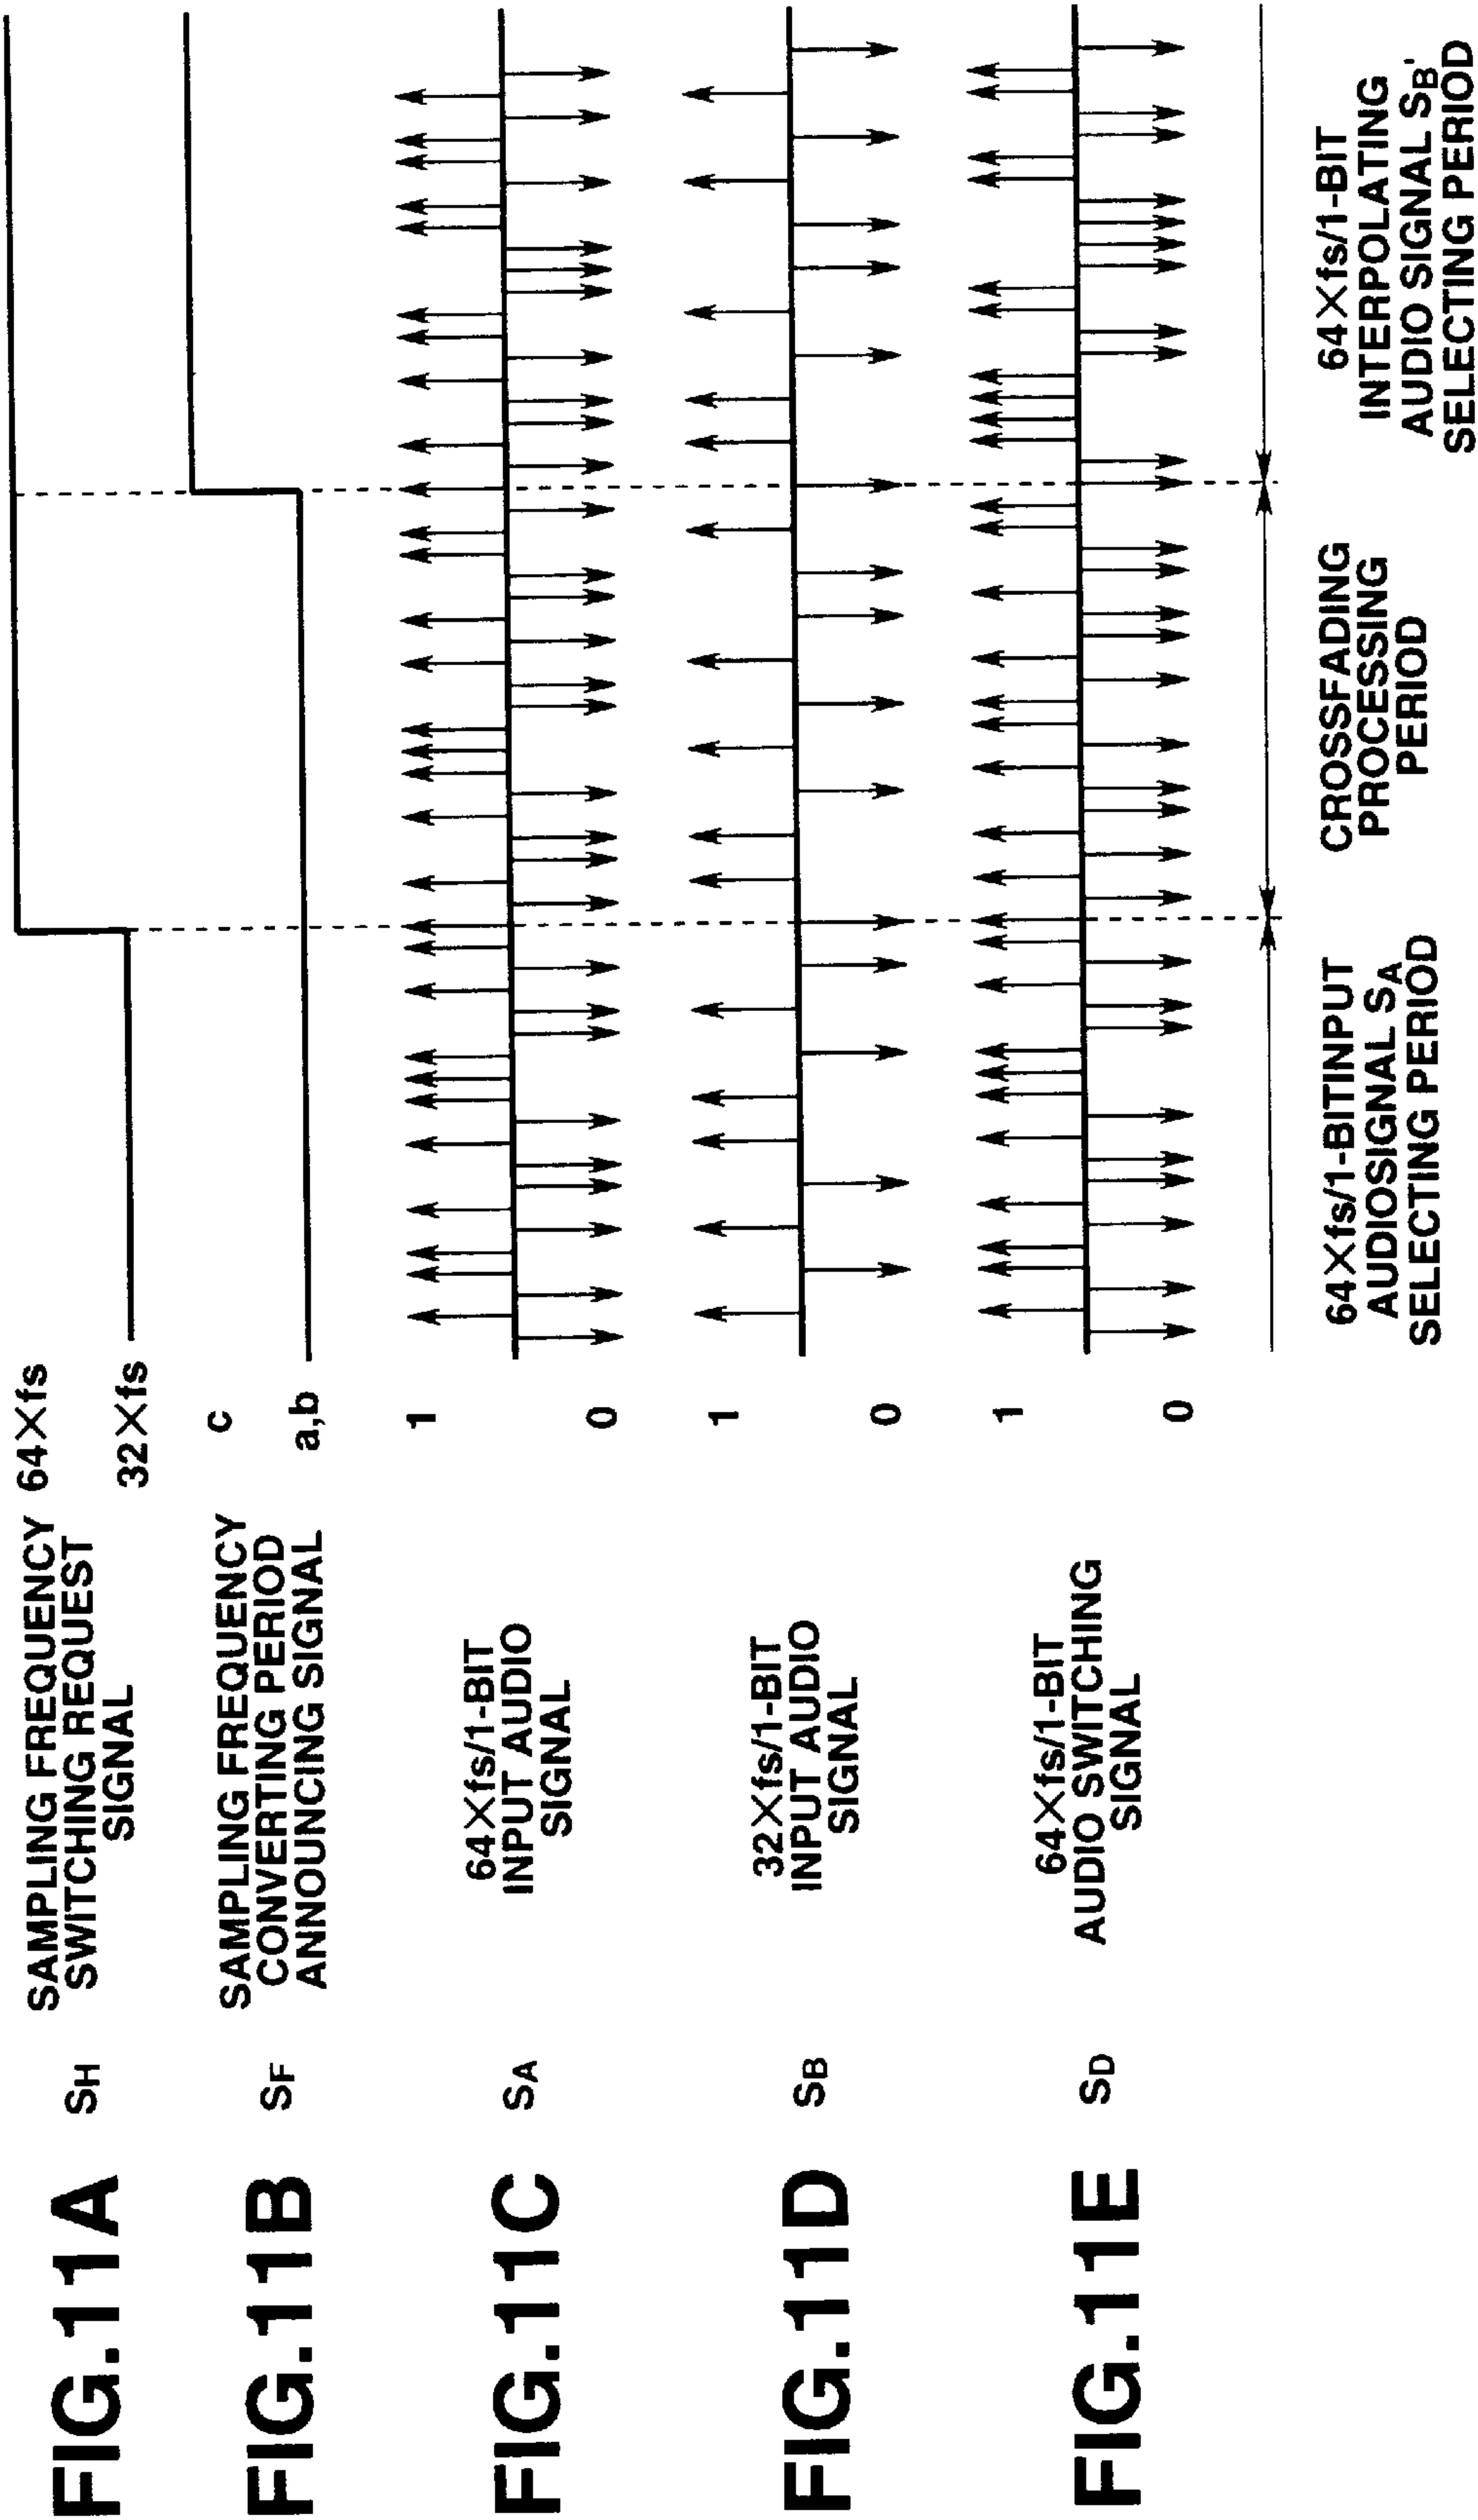 FIG.11A
SH
SAMPLING FREQUENCY
SWITCHING REQUEST
SIGNAL
64×fs
32×fs
FIG.11B
SF
SAMPLING FREQUENCY
CONVERTING PERIOD
ANNOUNCING SIGNAL
c
a,b
FIG.11C
SA
64×fs/1-BIT
INPUT AUDIO
SIGNAL
1
0
FIG.11D
SB
32×fs/1-BIT
INPUT AUDIO
SIGNAL
1
0
FIG.11E
SD
64×fs/1-BIT
AUDIO SWITCHING
SIGNAL
1
0
64×fs/1-BITINPUT
AUDIOSIGNAL SA
SELECTING PERIOD
CROSSFADING
PROCESSING
PERIOD
64×fs/1-BIT
INTERPOLATING
AUDIO SIGNAL SB'
SELECTING PERIOD